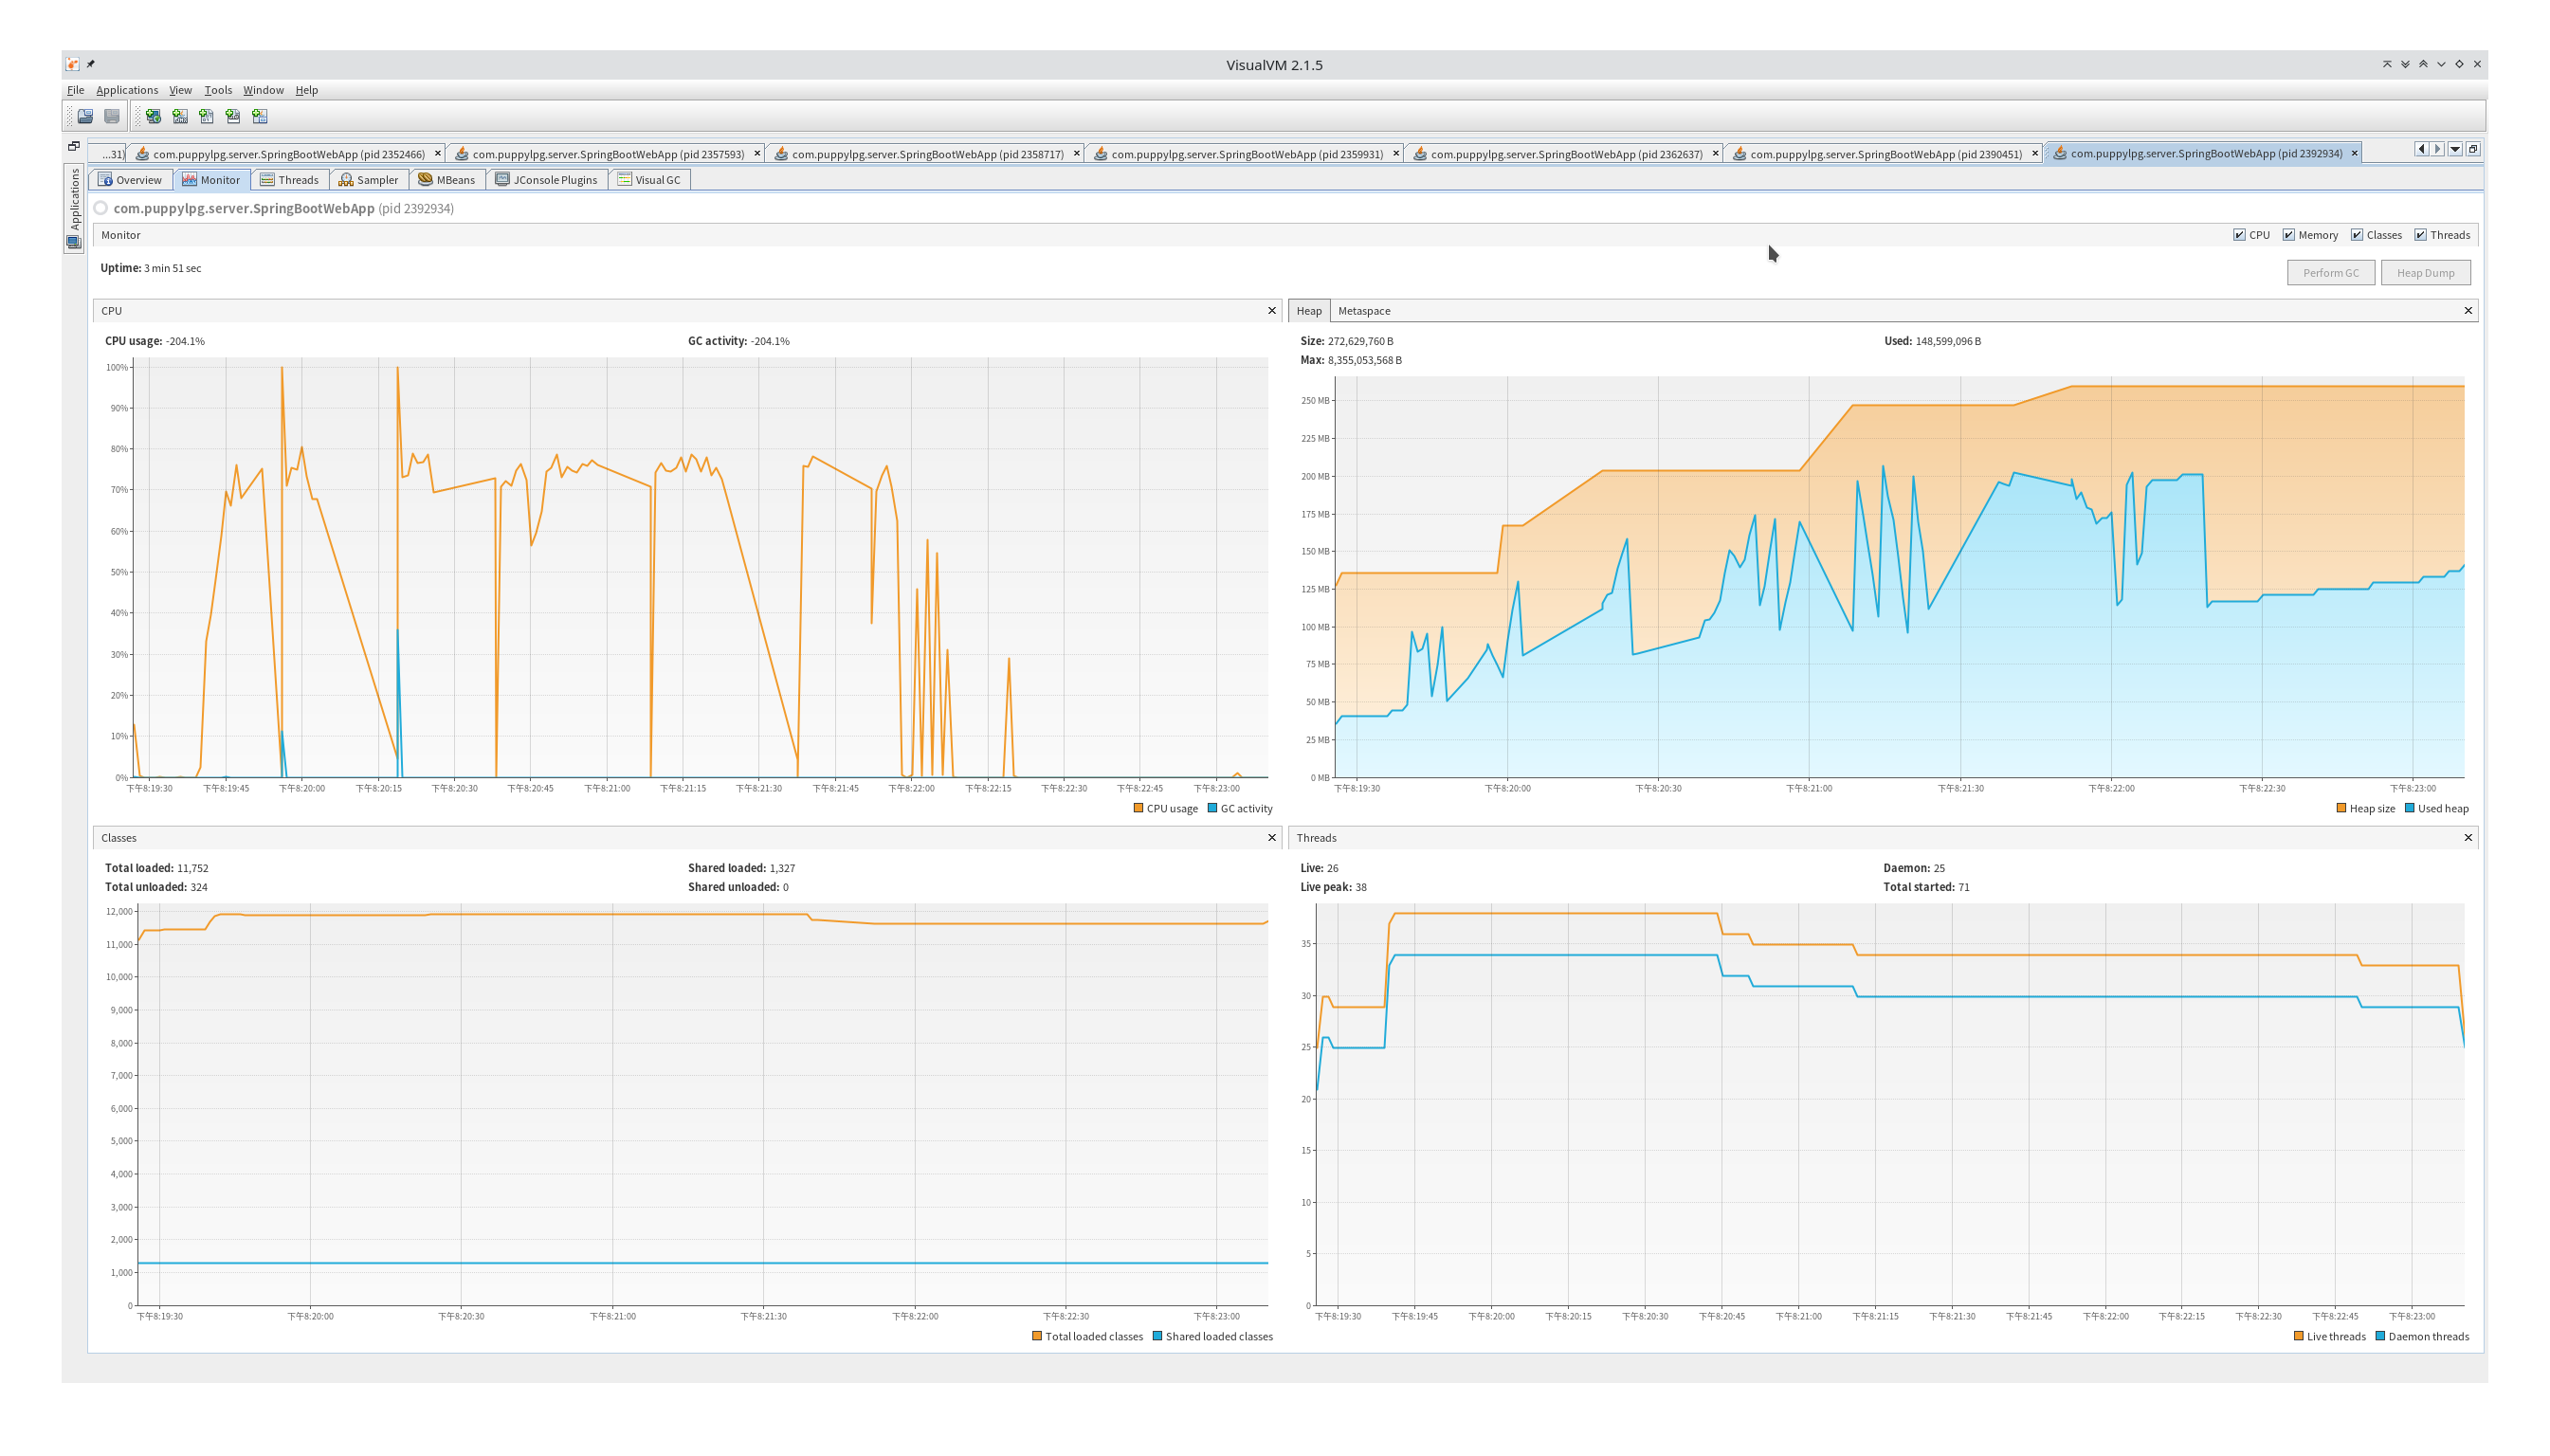 VisualVM 2.1.5
File Applications View Tools Window Help
...31) com.puppylpg.server.SpringBootWebApp (pid 2352466) com.puppylpg.server.SpringBootWebApp (pid 2357593) com.puppylpg.server.SpringBootWebApp (pid 2358717) com.puppylpg.server.SpringBootWebApp (pid 2359931) com.puppylpg.server.SpringBootWebApp (pid 2362637) com.puppylpg.server.SpringBootWebApp (pid 2390451) com.puppylpg.server.SpringBootWebApp (pid 2392934)
Applications
Overview Monitor Threads Sampler MBeans JConsole Plugins Visual GC
com.puppylpg.server.SpringBootWebApp (pid 2392934)
Monitor CPU Memory Classes Threads
Uptime: 3 min 51 sec Perform GC Heap Dump
CPU
CPU usage: -204.1% GC activity: -204.1%
100%
90%
80%
70%
60%
50%
40%
30%
20%
10%
0%
下午8:19:30 下午8:19:45 下午8:20:00 下午8:20:15 下午8:20:30 下午8:20:45 下午8:21:00 下午8:21:15 下午8:21:30 下午8:21:45 下午8:22:00 下午8:22:15 下午8:22:30 下午8:22:45 下午8:23:00
CPU usage GC activity
Heap Metaspace
Size: 272,629,760 B Used: 148,599,096 B
Max: 8,355,053,568 B
250 MB
225 MB
200 MB
175 MB
150 MB
125 MB
100 MB
75 MB
50 MB
25 MB
0 MB
下午8:19:30 下午8:20:00 下午8:20:30 下午8:21:00 下午8:21:30 下午8:22:00 下午8:22:30 下午8:23:00
Heap size Used heap
Classes
Total loaded: 11,752 Shared loaded: 1,327
Total unloaded: 324 Shared unloaded: 0
12,000
11,000
10,000
9,000
8,000
7,000
6,000
5,000
4,000
3,000
2,000
1,000
0
下午8:19:30 下午8:20:00 下午8:20:30 下午8:21:00 下午8:21:30 下午8:22:00 下午8:22:30 下午8:23:00
Total loaded classes Shared loaded classes
Threads
Live: 26 Daemon: 25
Live peak: 38 Total started: 71
35
30
25
20
15
10
5
0
下午8:19:30 下午8:19:45 下午8:20:00 下午8:20:15 下午8:20:30 下午8:20:45 下午8:21:00 下午8:21:15 下午8:21:30 下午8:21:45 下午8:22:00 下午8:22:15 下午8:22:30 下午8:22:45 下午8:23:00
Live threads Daemon threads